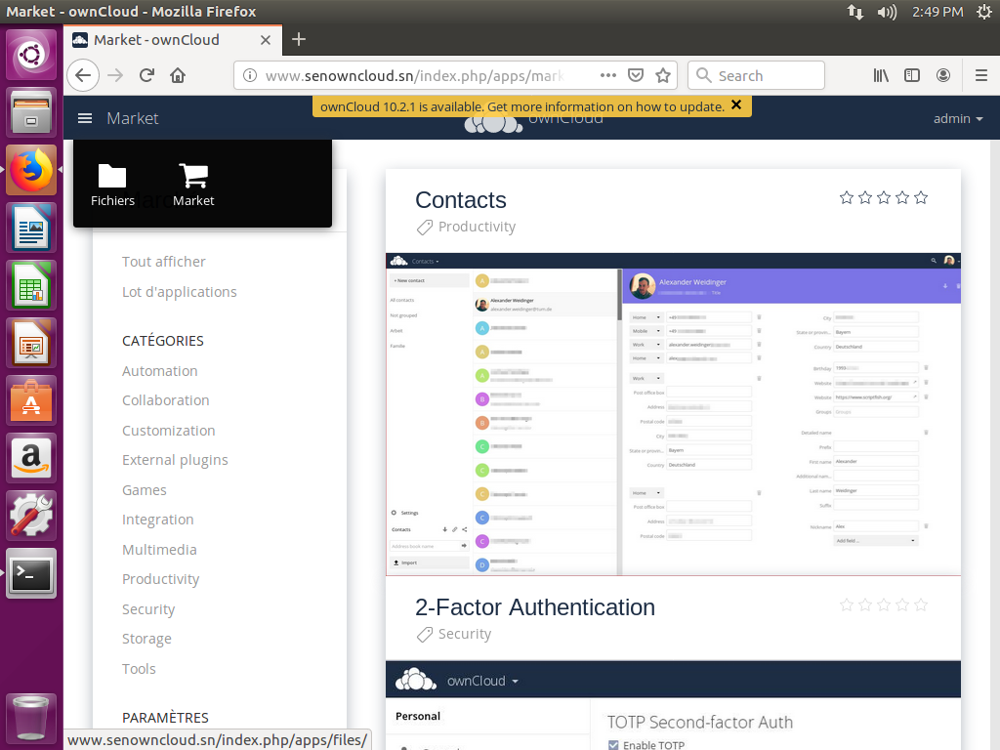 Market - ownCloud - Mozilla Firefox
2:49 PM
Market - ownCloud
www.senowncloud.sn/index.php/apps/mark
Search
ownCloud 10.2.1 is available. Get more information on how to update.
Market
ownCloud
admin
Fichiers
Market
Tout afficher
Lot d'applications
CATÉGORIES
Automation
Collaboration
Customization
External plugins
Games
Integration
Multimedia
Productivity
Security
Storage
Tools
PARAMÈTRES
www.senowncloud.sn/index.php/apps/files/
Contacts
Productivity
Contacts
+ New contact
All contacts
Not grouped
Arbeit
Familie
Settings
Contacts
Address book name
Import
Alexander Weidinger
alexander.weidinger@tum.de
Alexander Weidinger
Title
Home
Mobile
Work
Home
Work
Post office box
Address
Postal code
City
State or provin...
Bayern
Country
Deutschland
Home
Post office box
Address
Postal code
City
State or provin...
Bayern
Country
Deutschland
Birthday
Website
Website
https://www.scriptfish.org/
Groups
Groups
Detailed name
Prefix
First name
Alexander
Additional nam...
Last name
Weidinger
Suffix
Nickname
Alex
Add field ...
2-Factor Authentication
Security
ownCloud
Personal
TOTP Second-factor Auth
Enable TOTP